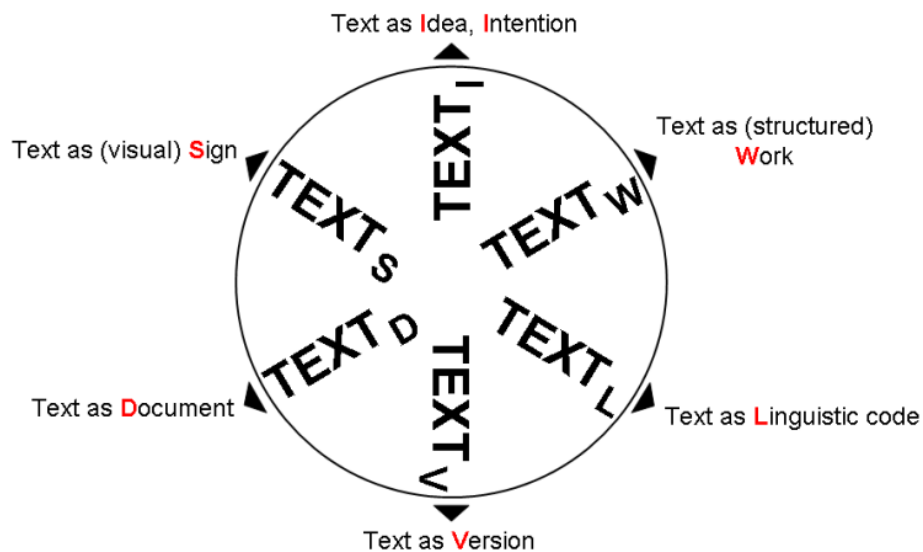 Text as Idea, Intention
TEXT I
Text as (structured)
Work
TEXT W
Text as (visual) Sign
TEXT S
TEXT L
Text as Linguistic code
TEXT D
Text as Document
TEXT V
Text as Version